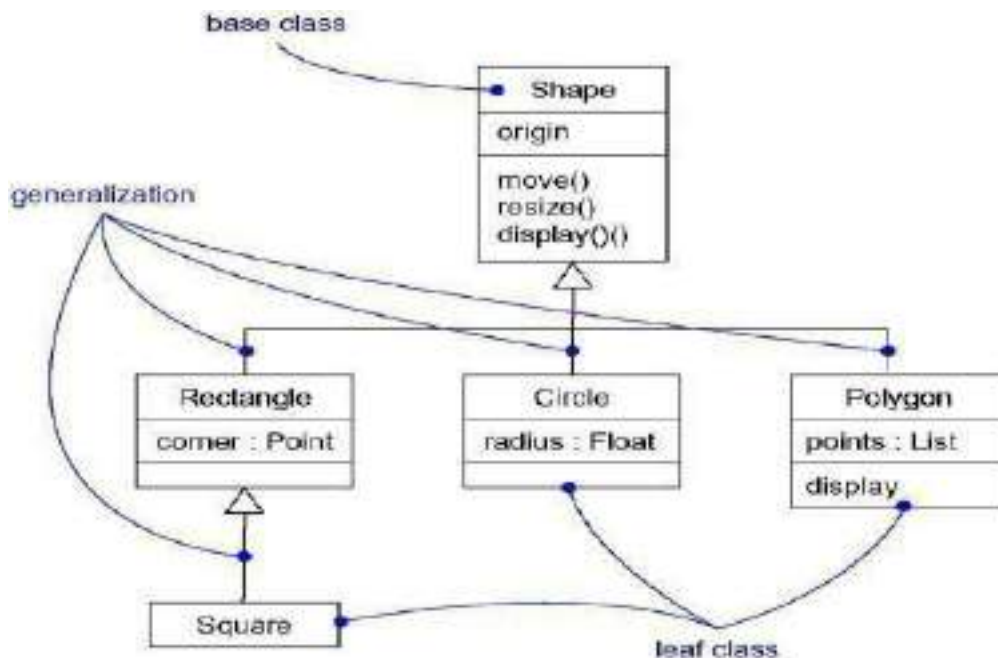 base class
Shape
origin
move()
resize()
display()()
generalization
Rectangle
corner : Point
Circle
radius : Float
Polygon
points : List
display
Square
leaf class